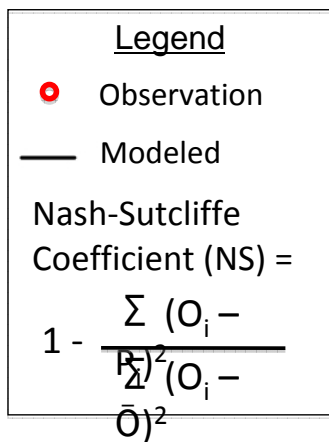 Legend
Observation
Modeled
Nash-Sutcliffe
Coefficient (NS) =
1 - Σ (Oᵢ –
Pᵢ)²
Σ (Oᵢ –
Ō)²